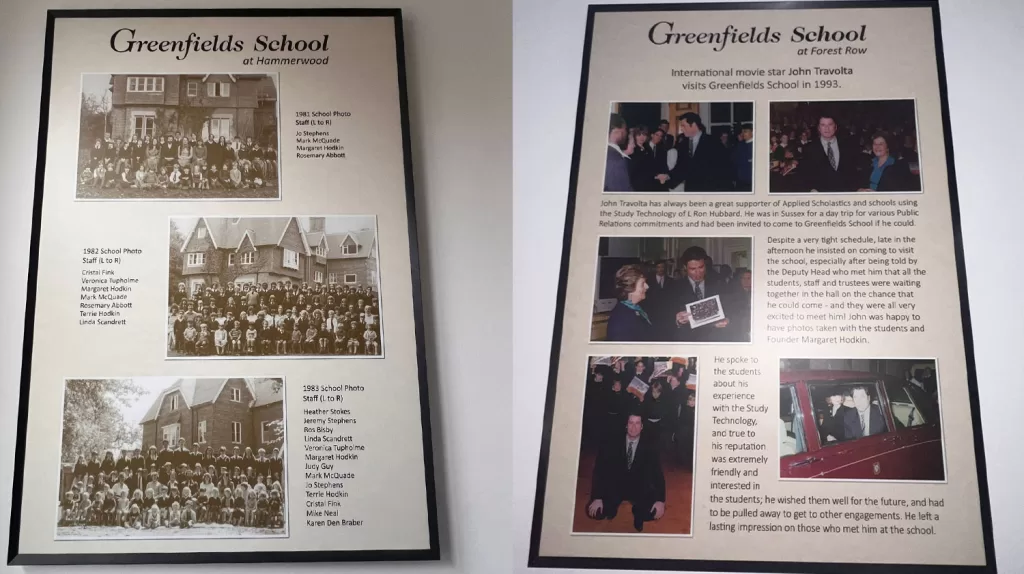 Greenfields School
at Hammerwood
1981 School Photo
Staff (L to R)
Jo Stephens
Mark McQuade
Margaret Hodkin
Rosemary Abbott
1982 School Photo
Staff (L to R)
Cristal Fink
Veronica Tupholme
Margaret Hodkin
Mark McQuade
Rosemary Abbott
Terrie Hodkin
Linda Scandrett
1983 School Photo
Staff (L to R)
Heather Stokes
Jeremy Stephens
Ros Bisby
Linda Scandrett
Veronica Tupholme
Margaret Hodkin
Judy Guy
Mark McQuade
Jo Stephens
Terrie Hodkin
Cristal Fink
Mike Neal
Karen Den Braber
Greenfields School
at Forest Row
International movie star John Travolta
visits Greenfields School in 1993.
John Travolta has always been a great supporter of Applied Scholastics and schools using
the Study Technology of L Ron Hubbard. He was in Sussex for a day trip for various Public
Relations commitments and had been invited to come to Greenfields School if he could.
Despite a very tight schedule, late in the
afternoon he insisted on coming to visit
the school, especially after being told by
the Deputy Head who met him that all the
students, staff and trustees were waiting
together in the hall on the chance that
he could come - and they were all very
excited to meet him! John was happy to
have photos taken with the students and
Founder Margaret Hodkin.
He spoke to
the students
about his
experience
with the Study
Technology,
and true to
his reputation
was extremely
friendly and
interested in
the students; he wished them well for the future, and had
to be pulled away to get to other engagements. He left a
lasting impression on those who met him at the school.